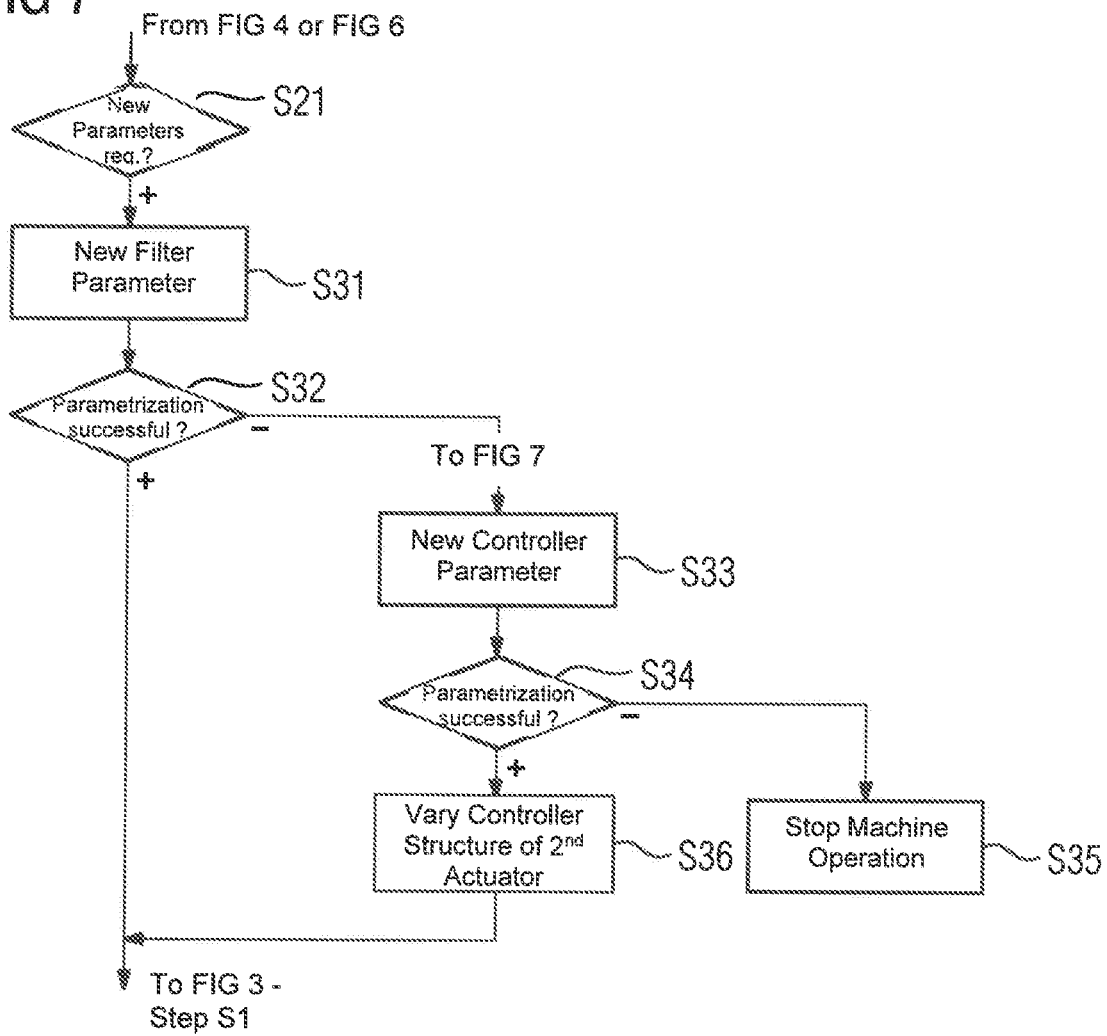 From FIG 4 or FIG 6
S21
New
Parameters
req.?
+
New Filter
Parameter
S31
S32
Parametrization
successful ?
–
+
To FIG 7
New Controller
Parameter
S33
S34
Parametrization
successful ?
–
+
Vary Controller
Structure of 2nd
Actuator
S36
Stop Machine
Operation
S35
To FIG 3 -
Step S1